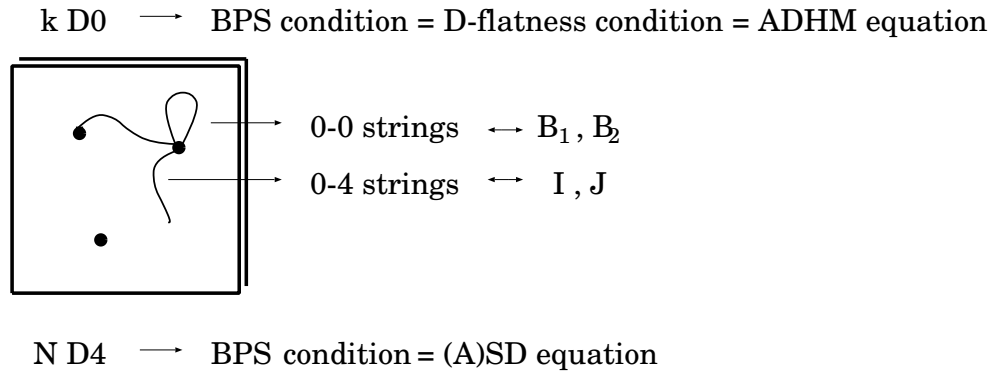 k D0 → BPS condition = D-flatness condition = ADHM equation
0-0 strings ↔ B₁ , B₂
0-4 strings ↔ I , J
N D4 → BPS condition = (A)SD equation